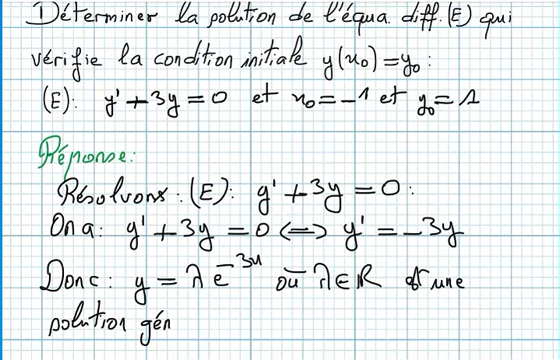 Déterminer la solution de l'équa. diff. (E) qui
vérifie la condition initiale y(x₀)=y₀ :
(E): y' + 3y = 0 et x₀ = -1 et y₀ = 1
Réponse:
Résolvons : (E): y' + 3y = 0 :
On a: y' + 3y = 0 <=> y' = -3y
Donc: y = λ e^-3x où λ∈ℝ est une
solution gén